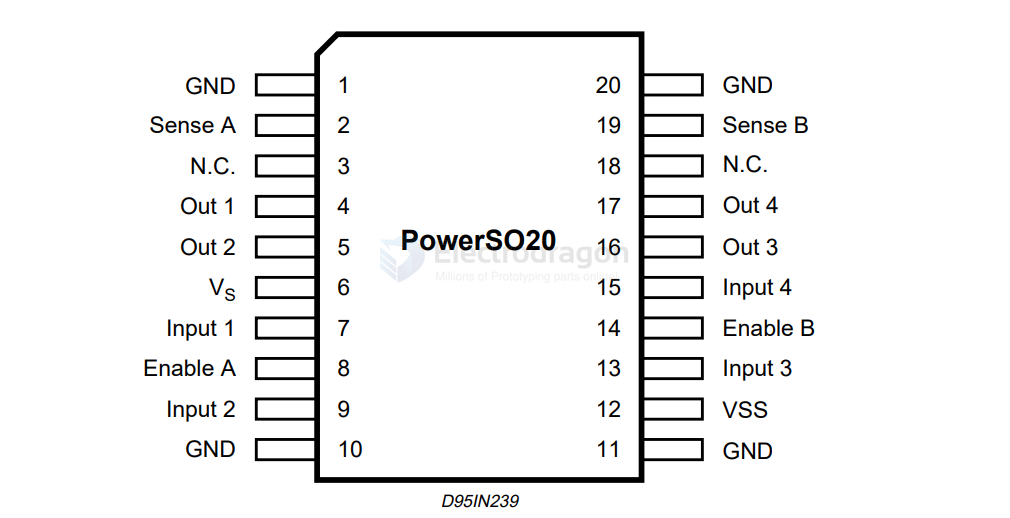 GND 1 20 GND
Sense A 2 19 Sense B
N.C. 3 18 N.C.
Out 1 4 17 Out 4
PowerSO20
Out 2 5 16 Out 3
Electrodragon
Millions of Prototyping parts online
VS 6 15 Input 4
Input 1 7 14 Enable B
Enable A 8 13 Input 3
Input 2 9 12 VSS
GND 10 11 GND
D95IN239